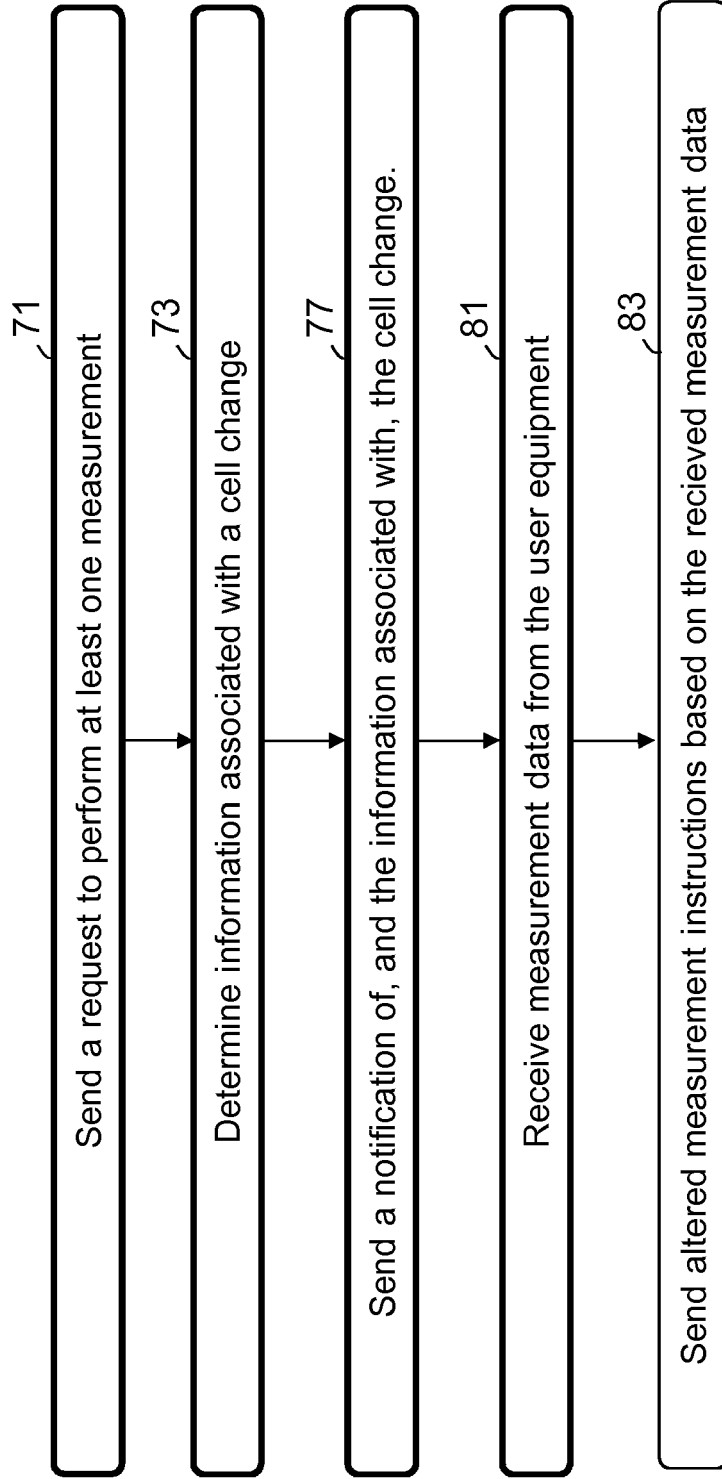 71
Send a request to perform at least one measurement
73
Determine information associated with a cell change
77
Send a notification of, and the information associated with, the cell change.
81
Receive measurement data from the user equipment
83
Send altered measurement instructions based on the recieved measurement data